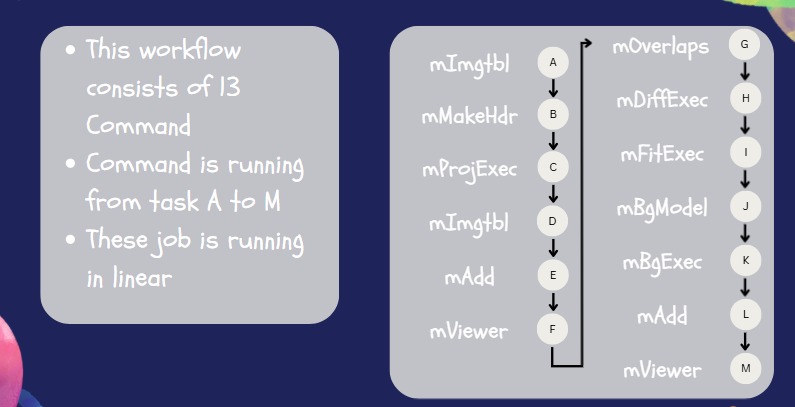 This workflow
consists of 13
Command
Command is running
from task A to M
These job is running
in linear
mImgtbl A
mMakeHdr B
mProjExec C
mImgtbl D
mAdd E
mViewer F
mOverlaps G
mDiffExec H
mFitExec I
mBgModel J
mBgExec K
mAdd L
mViewer M